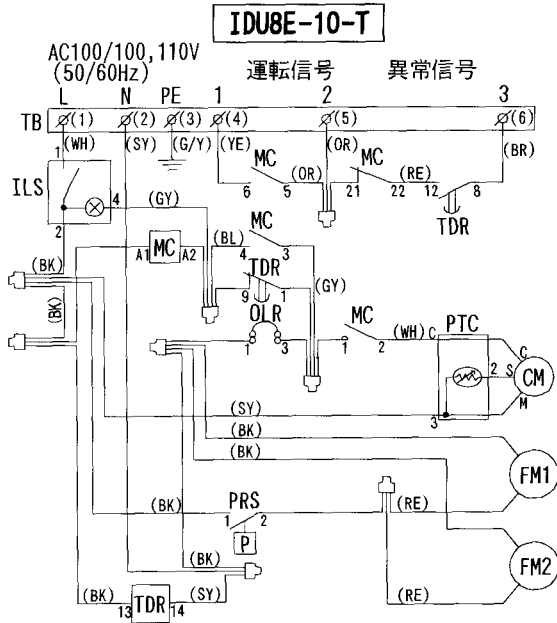 IDU8E-10-T
AC100/100,110V
(50/60Hz)
運転信号 異常信号
L N PE 1 2 3
TB (1) (2) (3) (4) (5) (6)
(WH) (SY) (G/Y) (YE) (OR) (BR)
1
MC MC (RE)
6 5 21 22 12 8
TDR
ILS
4 (GY)
2
MC
(BL)
4 3
A1 MC A2
TDR
9 1
(GY)
(BK)
(BK)
OLR
1 3
MC
1 2
(WH) C
PTC
C
2 S
CM
M
3
(SY)
(BK)
(BK)
FM1
(BK)
PRS
1 2
P
(RE)
FM2
(BK)
(BK) 13 TDR 14 (SY)
(RE)